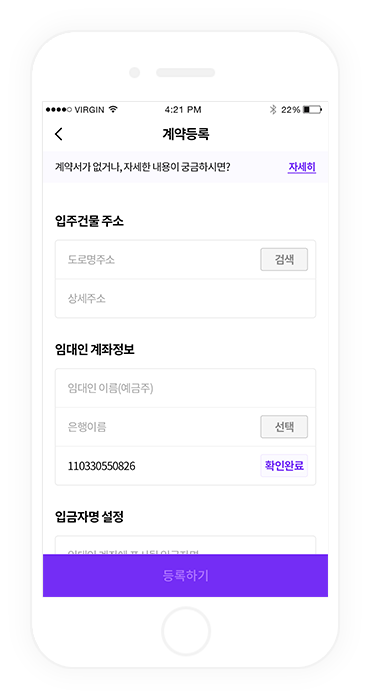 VIRGIN 4:21 PM 22%
계약등록
계약서가 없거나, 자세한 내용이 궁금하시면? 자세히
입주건물 주소
도로명주소 검색
상세주소
임대인 계좌정보
임대인 이름(예금주)
은행이름 선택
110330550826 확인완료
입금자명 설정
등록하기